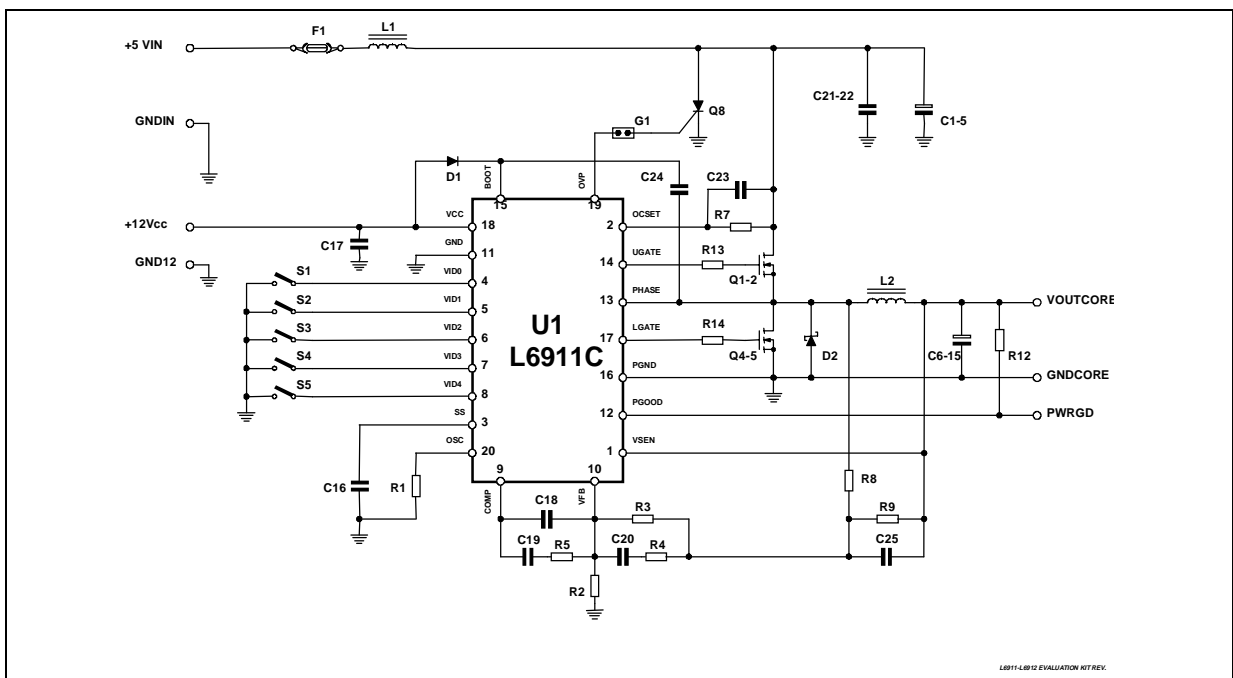 F1
L1
+5 VIN
C21-22
C1-5
Q8
GNDIN
G1
D1
BOOT
OVP
C24
C23
15
19
+12Vcc
VCC
18
2
OCSET
R7
C17
GND
11
14
UGATE
R13
Q1-2
GND12
S1
VID0
4
13
PHASE
L2
VOUTCORE
S2
VID1
5
U1
L6911C
17
LGATE
R14
Q4-5
D2
C6-15
R12
S3
VID2
6
S4
VID3
7
16
PGND
GNDCORE
S5
VID4
8
12
PGOOD
PWRGD
SS
3
OSC
20
1
VSEN
C16
R1
9
10
COMP
VFB
C18
R3
R8
R9
C19
R5
C20
R4
C25
R2
L6911-L6912 EVALUATION KIT REV.